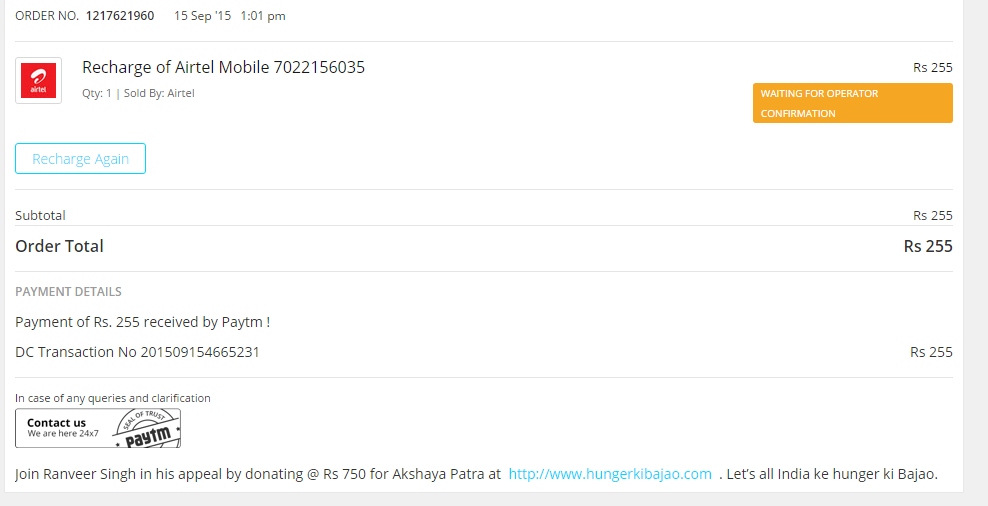 ORDER NO. 1217621960 15 Sep '15 1:01 pm
airtel
Recharge of Airtel Mobile 7022156035 Rs 255
Qty: 1 | Sold By: Airtel
WAITING FOR OPERATOR
CONFIRMATION
Recharge Again
Subtotal Rs 255
Order Total Rs 255
PAYMENT DETAILS
Payment of Rs. 255 received by Paytm !
DC Transaction No 201509154665231 Rs 255
In case of any queries and clarification
Contact us
We are here 24x7
SEAL OF TRUST
paytm
Join Ranveer Singh in his appeal by donating @ Rs 750 for Akshaya Patra at http://www.hungerkibajao.com . Let's all India ke hunger ki Bajao.